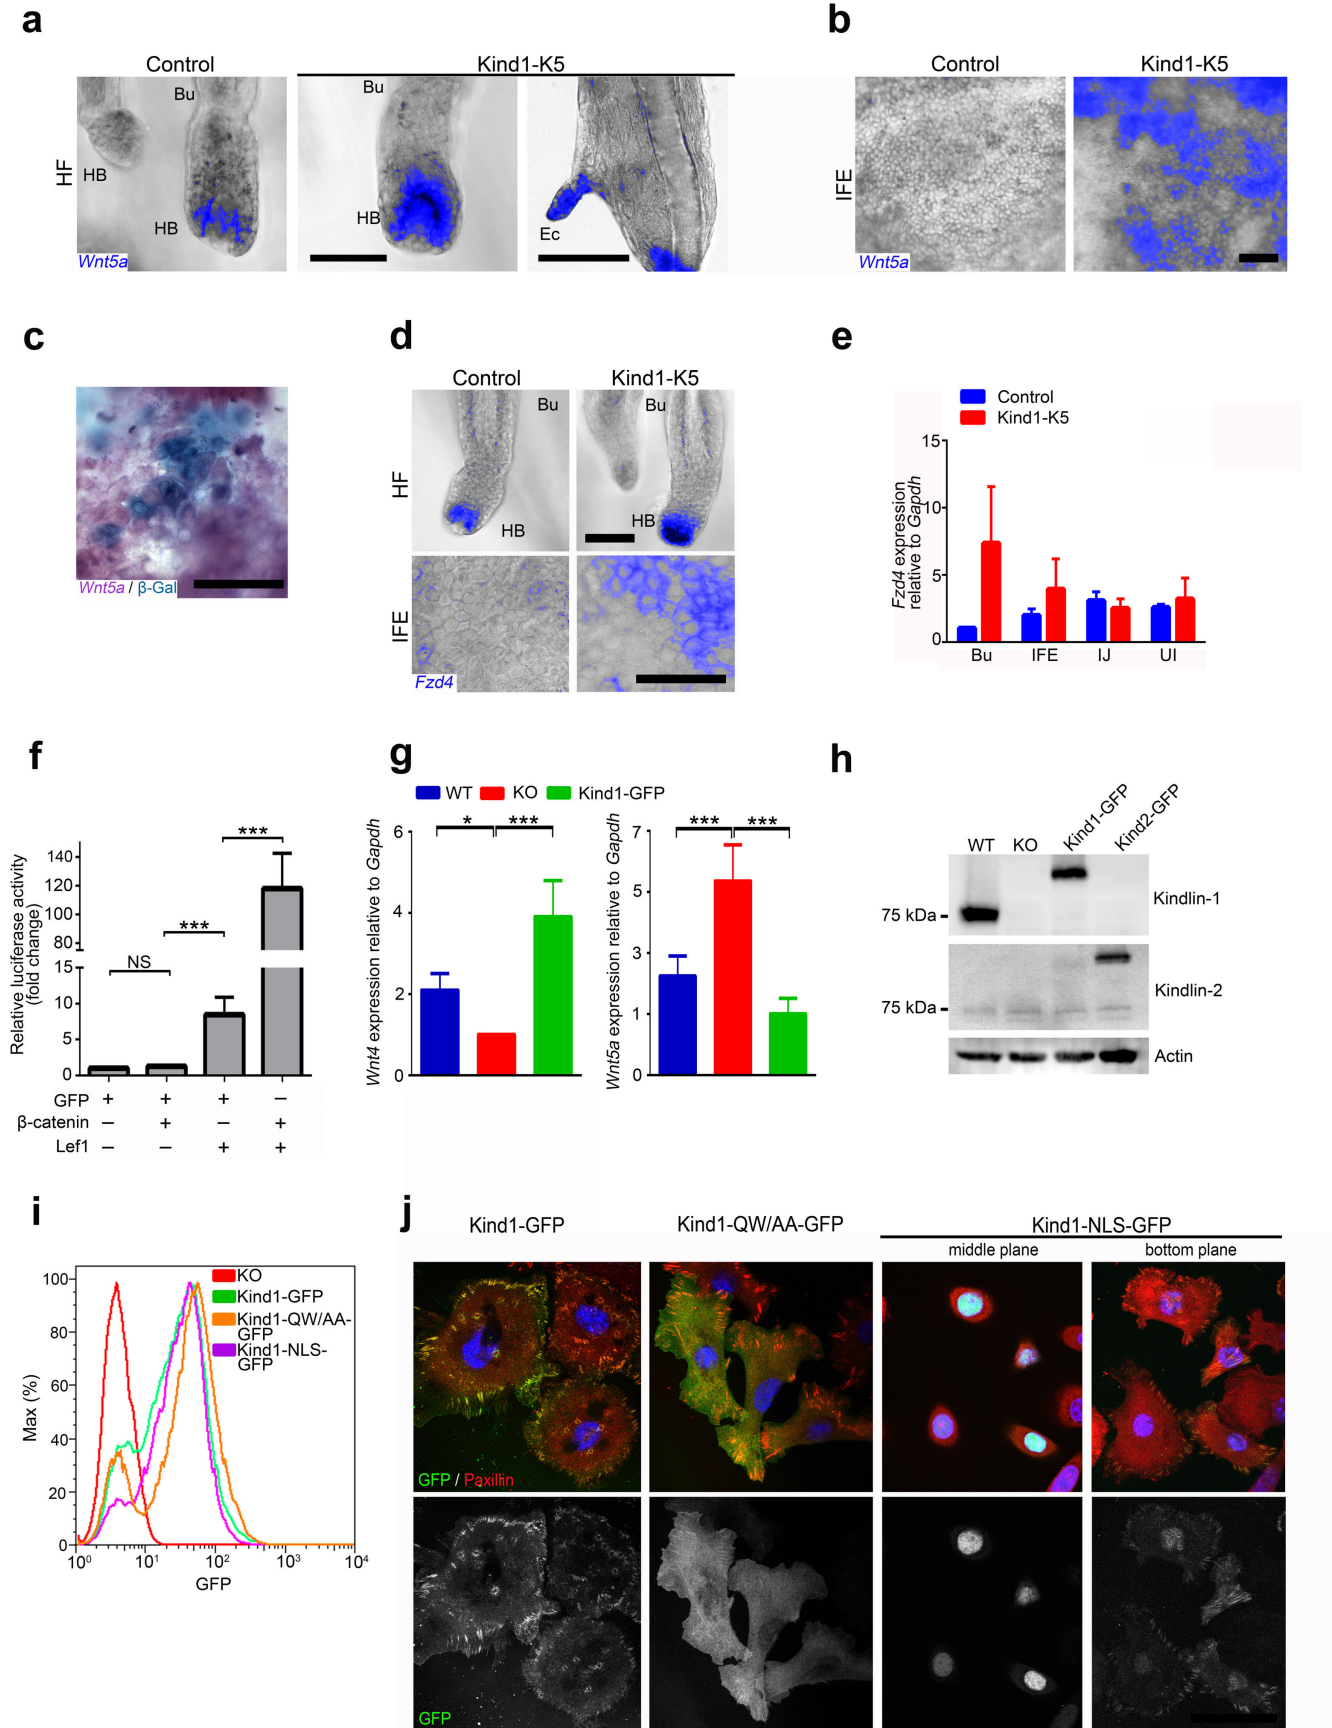 a
Control
Kind1-K5
HF
Bu
HB
HB
Wnt5a
Bu
HB
Ec
b
Control
Kind1-K5
IFE
Wnt5a
c
Wnt5a / β-Gal
d
Control
Kind1-K5
HF
Bu
HB
Bu
HB
IFE
Fzd4
e
Control
Kind1-K5
Fzd4 expression
relative to Gapdh
15
10
5
0
Bu IFE IJ UI
f
Relative luciferase activity
(fold change)
140
120
100
80
15
10
5
0
NS
***
***
GFP + + + –
β-catenin – + – +
Lef1 – – + +
g
WT KO Kind1-GFP
Wnt4 expression relative to Gapdh
6
4
2
0
* ***
Wnt5a expression relative to Gapdh
7
5
3
1
0
*** ***
h
WT KO Kind1-GFP Kind2-GFP
75 kDa
Kindlin-1
75 kDa
Kindlin-2
Actin
i
Max (%)
100
80
60
40
20
0
KO
Kind1-GFP
Kind1-QW/AA-
GFP
Kind1-NLS-
GFP
10⁰ 10¹ 10² 10³ 10⁴
GFP
j
Kind1-GFP
Kind1-QW/AA-GFP
Kind1-NLS-GFP
middle plane
bottom plane
GFP / Paxillin
GFP